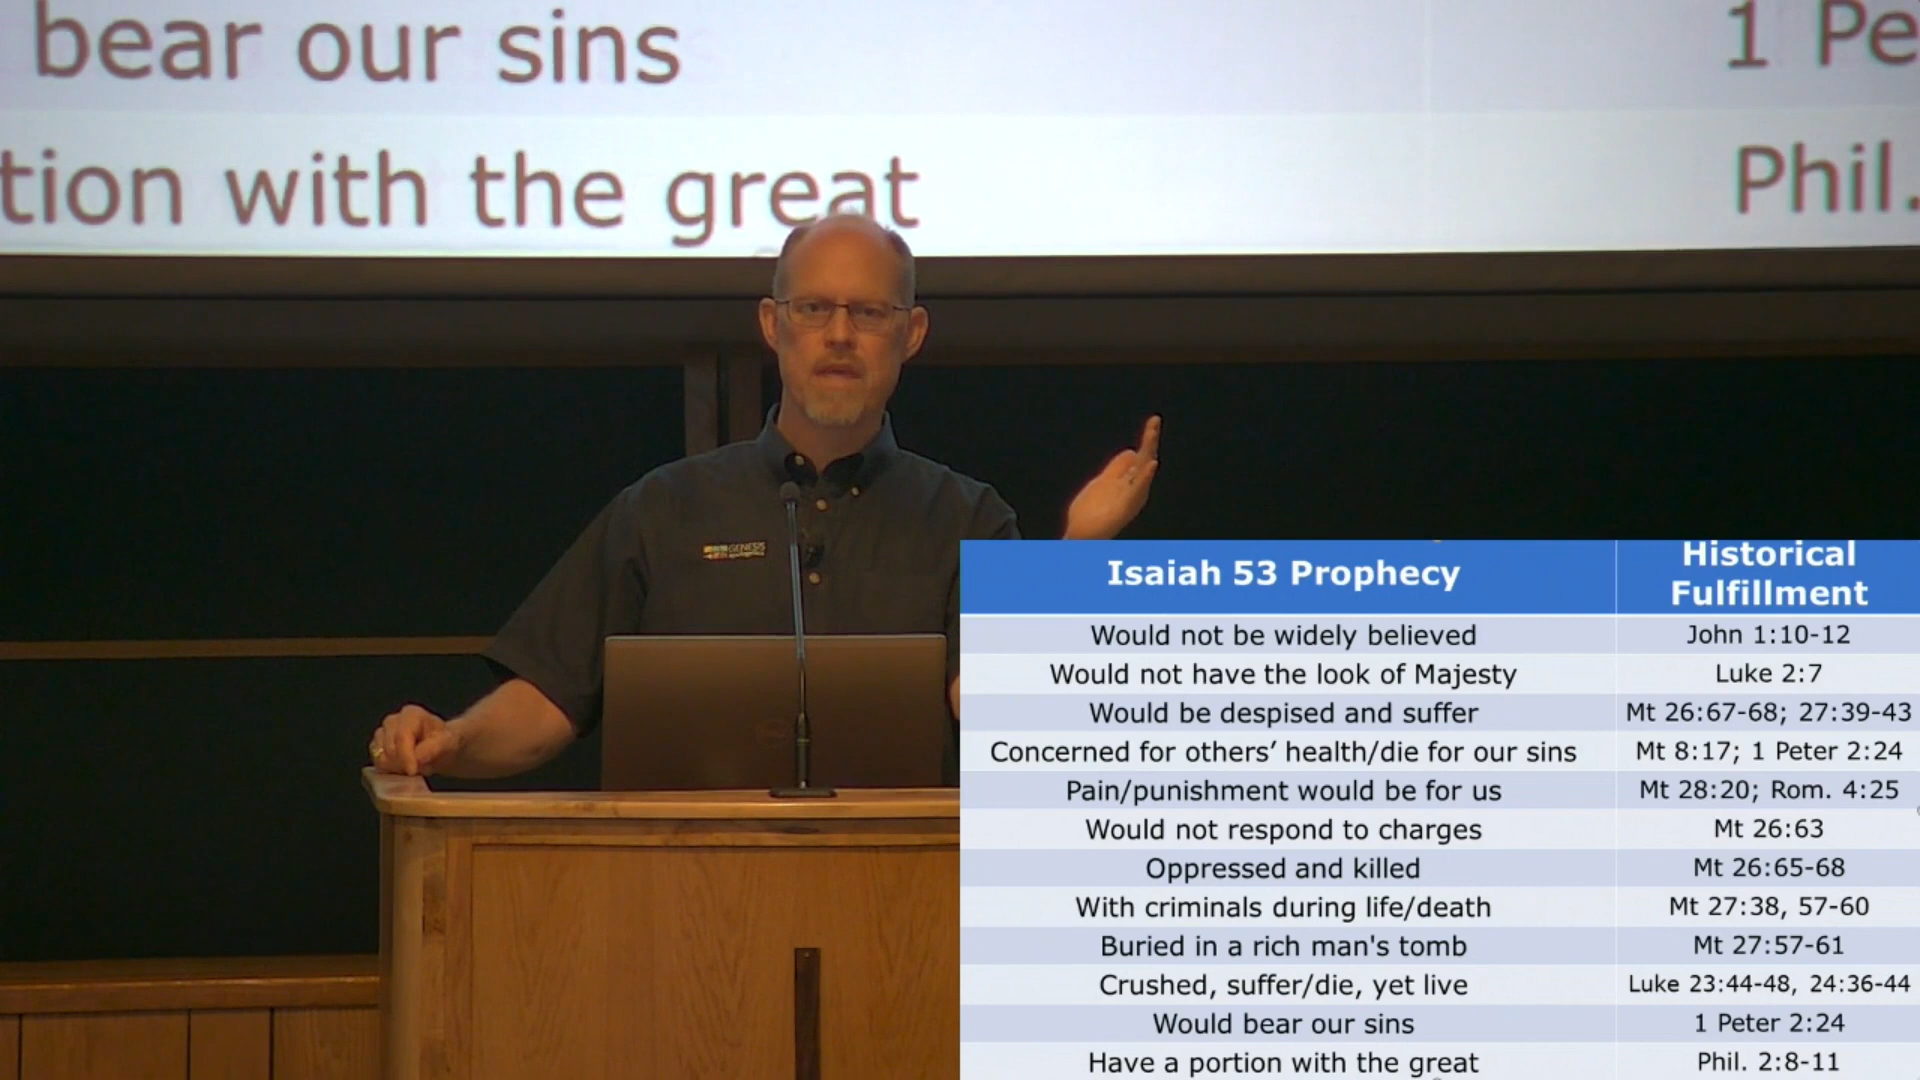 bear our sins
1 Pe
tion with the great
Phil.
GENESIS
apologetics
Isaiah 53 Prophecy
Historical
Fulfillment
Would not be widely believed
John 1:10-12
Would not have the look of Majesty
Luke 2:7
Would be despised and suffer
Mt 26:67-68; 27:39-43
Concerned for others’ health/die for our sins
Mt 8:17; 1 Peter 2:24
Pain/punishment would be for us
Mt 28:20; Rom. 4:25
Would not respond to charges
Mt 26:63
Oppressed and killed
Mt 26:65-68
With criminals during life/death
Mt 27:38, 57-60
Buried in a rich man's tomb
Mt 27:57-61
Crushed, suffer/die, yet live
Luke 23:44-48, 24:36-44
Would bear our sins
1 Peter 2:24
Have a portion with the great
Phil. 2:8-11